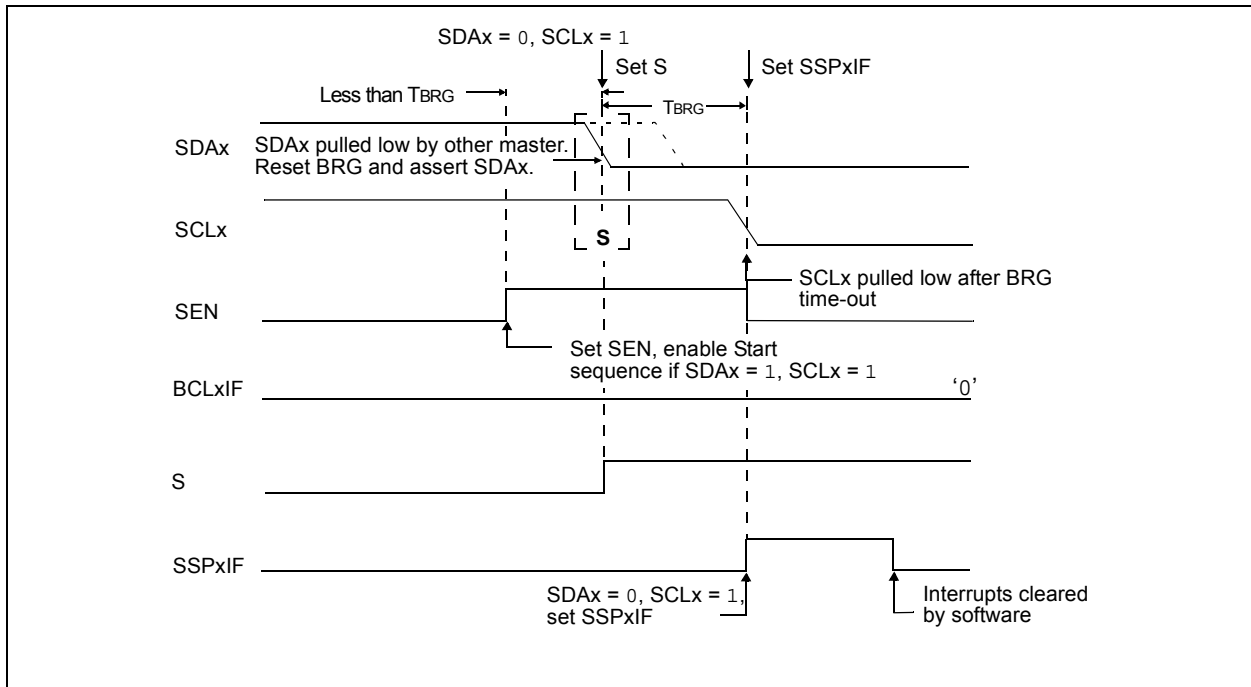 SDAx = 0, SCLx = 1
Set S
Set SSPxIF
Less than TBRG
TBRG
SDAx
SDAx pulled low by other master.
Reset BRG and assert SDAx.
SCLx
S
SCLx pulled low after BRG
time-out
SEN
Set SEN, enable Start
sequence if SDAx = 1, SCLx = 1
BCLxIF
‘0’
S
SSPxIF
SDAx = 0, SCLx = 1,
set SSPxIF
Interrupts cleared
by software